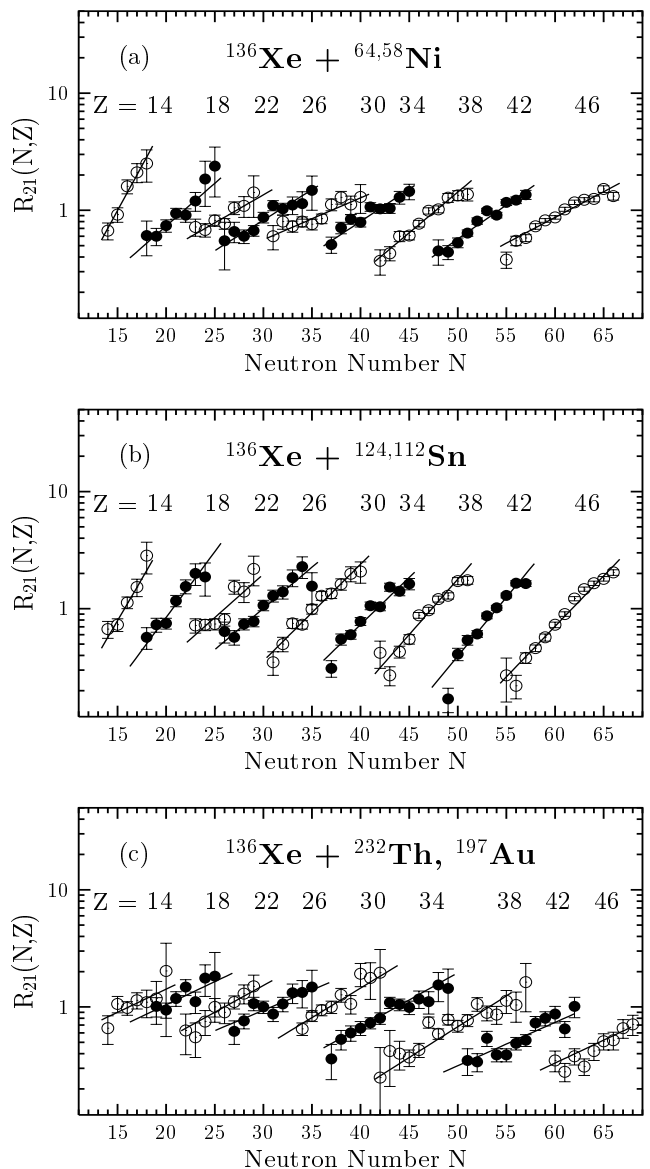 (a) ¹³⁶Xe + ⁶⁴,⁵⁸Ni
10
Z = 14 18 22 26 30 34 38 42 46
R₂₁(N,Z)
1
15 20 25 30 35 40 45 50 55 60 65
Neutron Number N
(b) ¹³⁶Xe + ¹²⁴,¹¹²Sn
10
Z = 14 18 22 26 30 34 38 42 46
R₂₁(N,Z)
1
15 20 25 30 35 40 45 50 55 60 65
Neutron Number N
(c) ¹³⁶Xe + ²³²Th, ¹⁹⁷Au
10
Z = 14 18 22 26 30 34 38 42 46
R₂₁(N,Z)
1
15 20 25 30 35 40 45 50 55 60 65
Neutron Number N